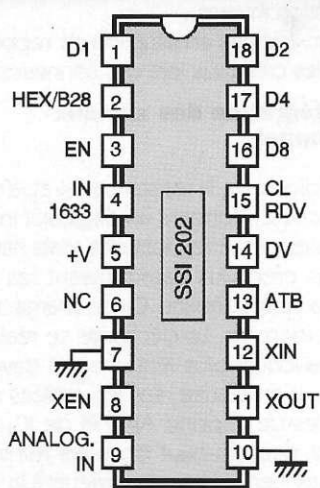 D1 1 18 D2
HEX/B28 2 17 D4
EN 3 16 D8
IN 1633 4 15 CL RDV
+V 5 14 DV
NC 6 13 ATB
7 12 XIN
XEN 8 11 XOUT
ANALOG. IN 9 10
SSI 202